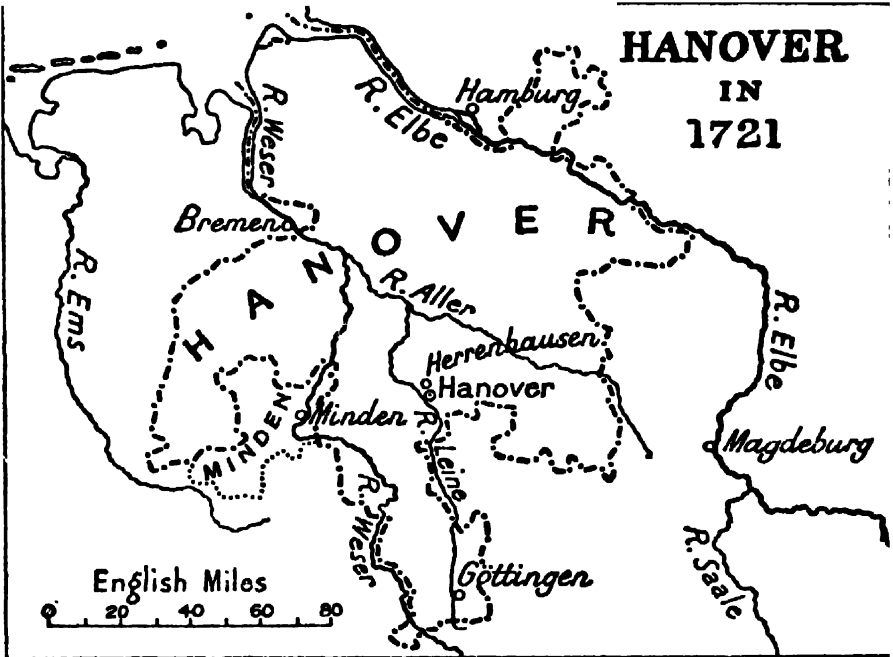 HANOVER
IN
1721
Hamburg
R. Elbe
R. Weser
Bremen
HANOVER
R. Ems
R. Aller
R. Elbe
Herrenhausen
Hanover
MINDEN
Minden
R. Leine
Magdeburg
R. Weser
Göttingen
R. Saale
English Miles
0 20 40 60 80